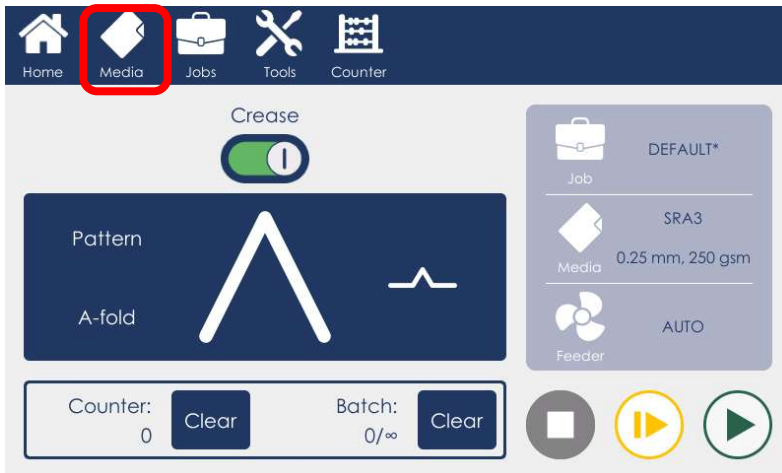 Home Media Jobs Tools Counter
Crease
Pattern
A-fold
Counter:
0
Clear
Batch:
0/∞
Clear
Job
DEFAULT*
Media
SRA3
0.25 mm, 250 gsm
Feeder
AUTO